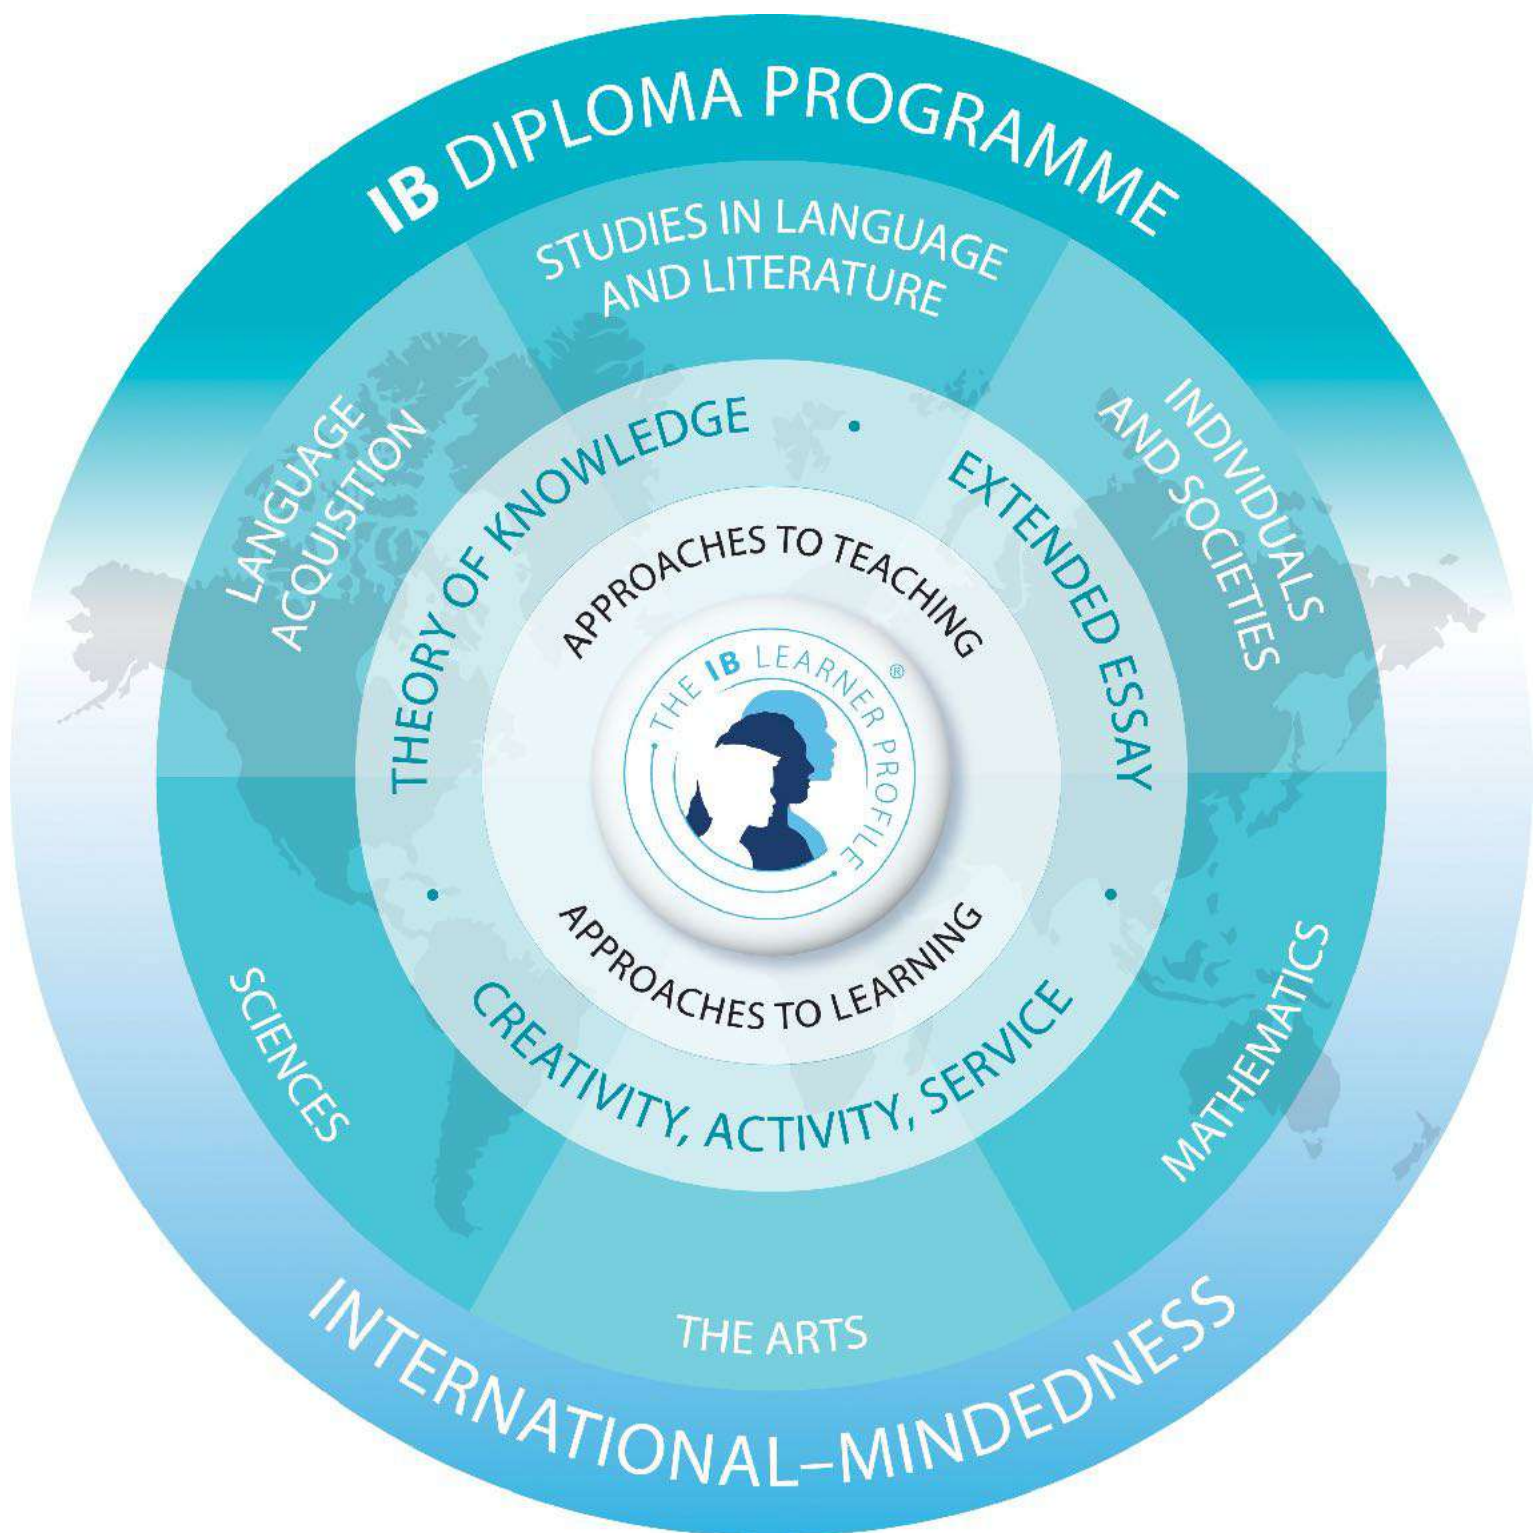 IB DIPLOMA PROGRAMME
STUDIES IN LANGUAGE
AND LITERATURE
LANGUAGE
ACQUISITION
INDIVIDUALS
AND SOCIETIES
THEORY OF KNOWLEDGE
•
EXTENDED ESSAY
APPROACHES TO TEACHING
THE IB LEARNER PROFILE ®
APPROACHES TO LEARNING
•
•
CREATIVITY, ACTIVITY, SERVICE
SCIENCES
MATHEMATICS
THE ARTS
INTERNATIONAL–MINDEDNESS